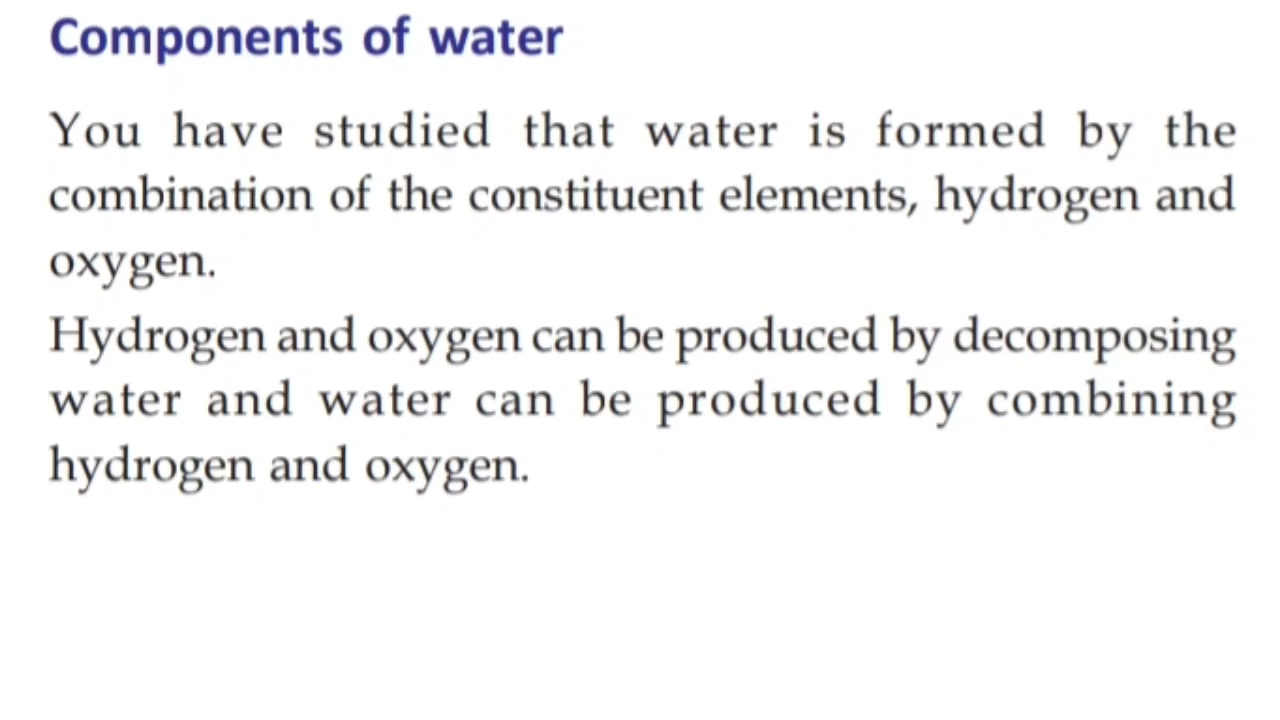 Components of water
You have studied that water is formed by the
combination of the constituent elements, hydrogen and
oxygen.
Hydrogen and oxygen can be produced by decomposing
water and water can be produced by combining
hydrogen and oxygen.